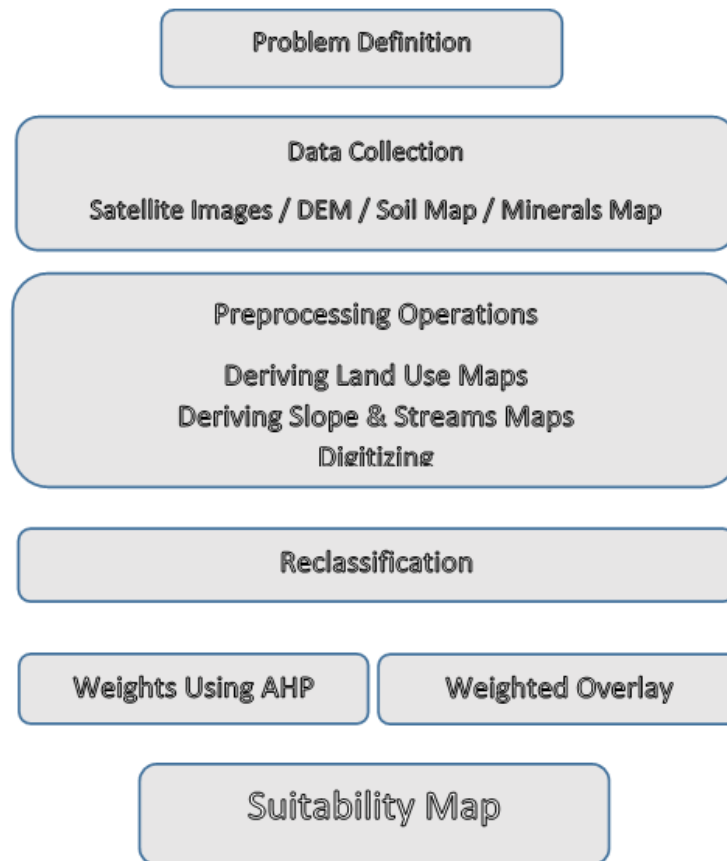 Problem Definition
Data Collection
Satellite Images / DEM / Soil Map / Minerals Map
Preprocessing Operations
Deriving Land Use Maps
Deriving Slope & Streams Maps
Digitizing
Reclassification
Weights Using AHP
Weighted Overlay
Suitability Map